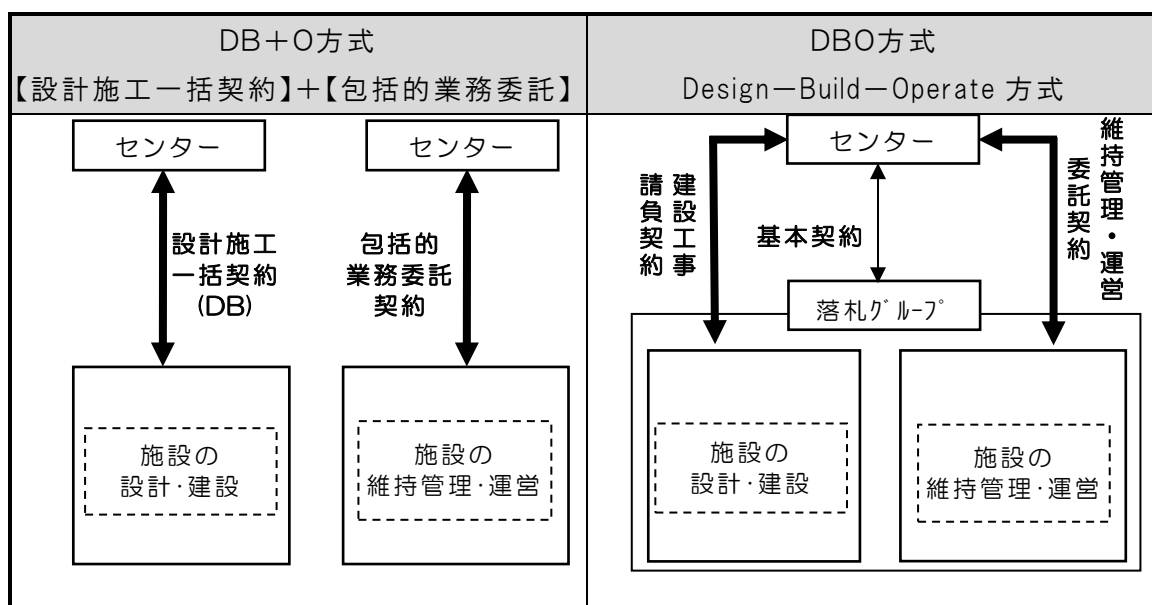 DB+O方式
【設計施工一括契約】+【包括的業務委託】
センター
センター
設計施工
一括契約
(DB)
包括的
業務委託
契約
施設の
設計・建設
施設の
維持管理・運営
DBO方式
Design－Build－Operate 方式
センター
建設工事
請負契約
基本契約
維持管理・運営
委託契約
落札ｸﾞﾙｰﾌﾟ
施設の
設計・建設
施設の
維持管理・運営